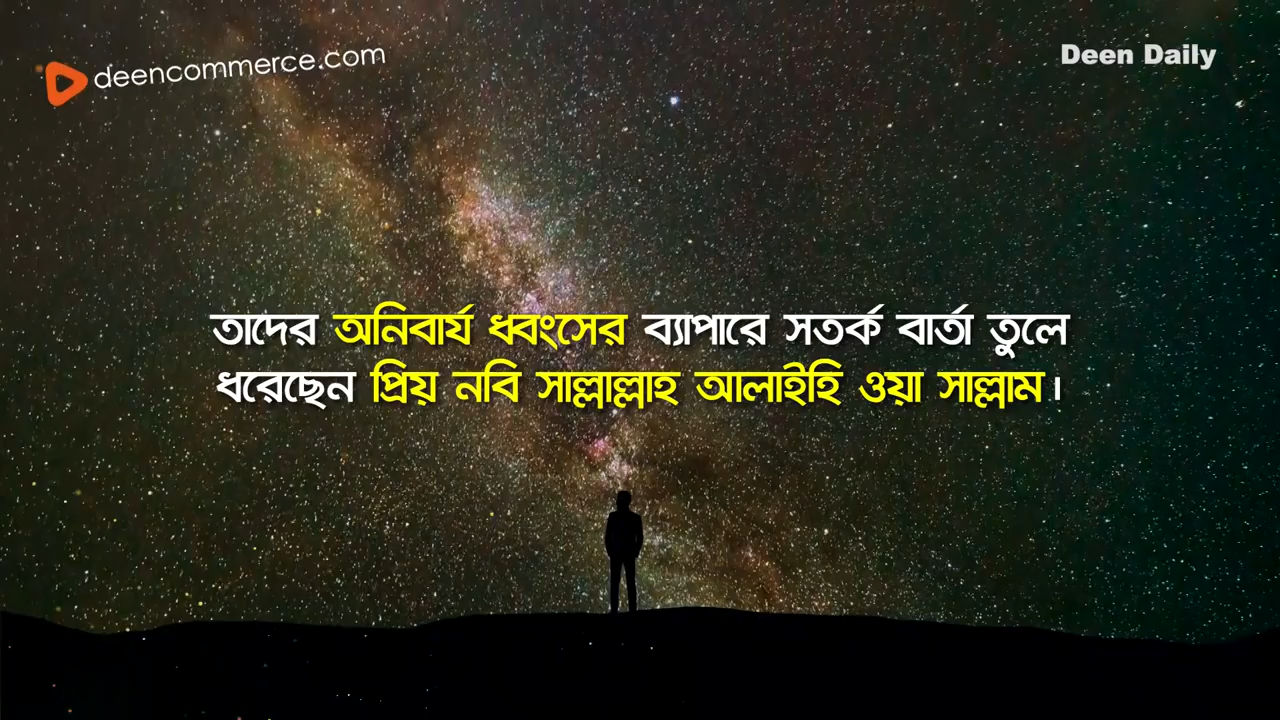 deencommerce.com
Deen Daily
তাদের অনিবার্য ধ্বংসের ব্যাপারে সতর্ক বার্তা তুলে
ধরেছেন প্রিয় নবি সাল্লাল্লাহ আলাইহি ওয়া সাল্লাম।